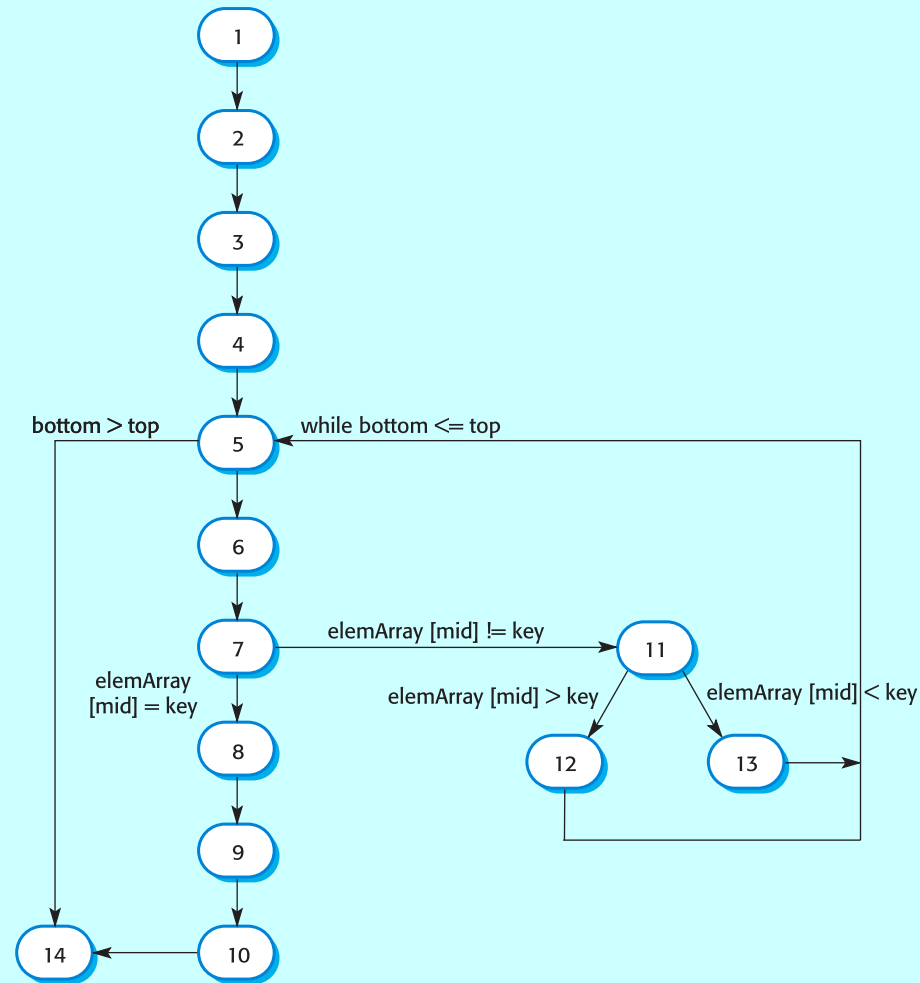 1
2
3
4
bottom > top
while bottom <= top
5
6
7
elemArray [mid] != key
11
elemArray
[mid] = key
elemArray [mid] > key
elemArray [mid] < key
8
12
13
9
14
10